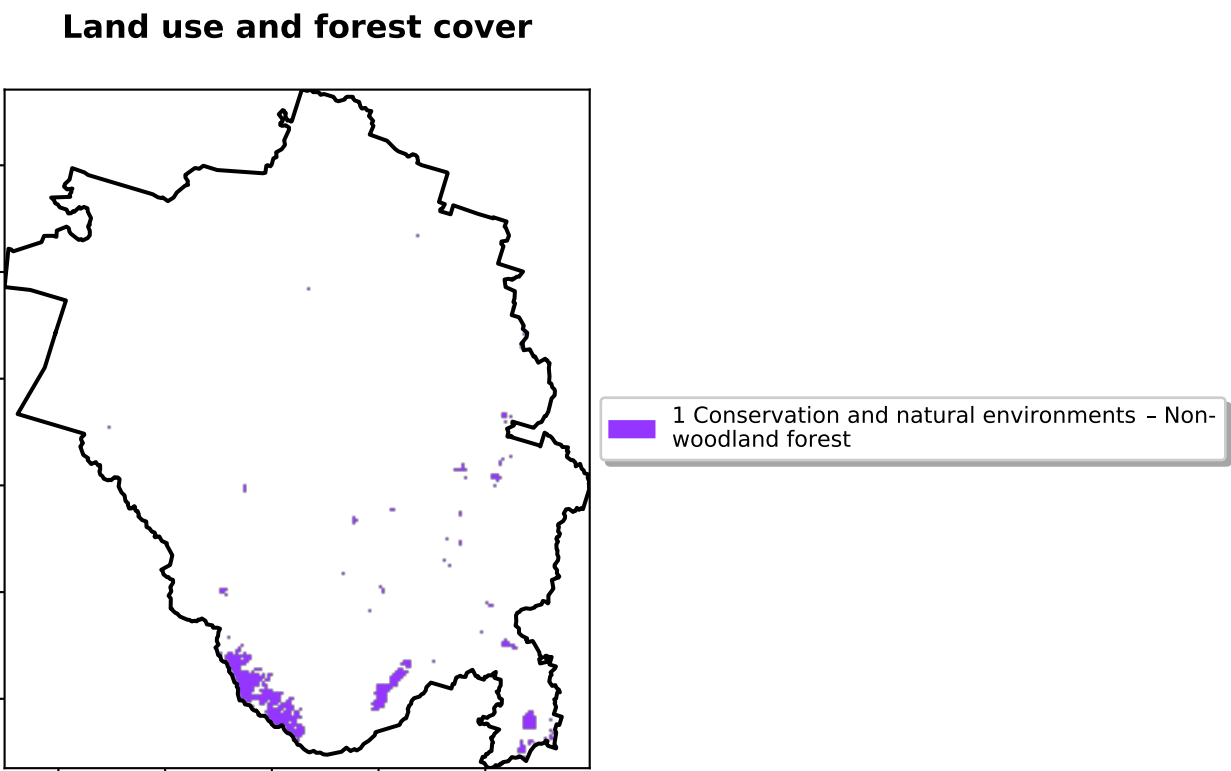 Land use and forest cover
1 Conservation and natural environments – Non-
woodland forest